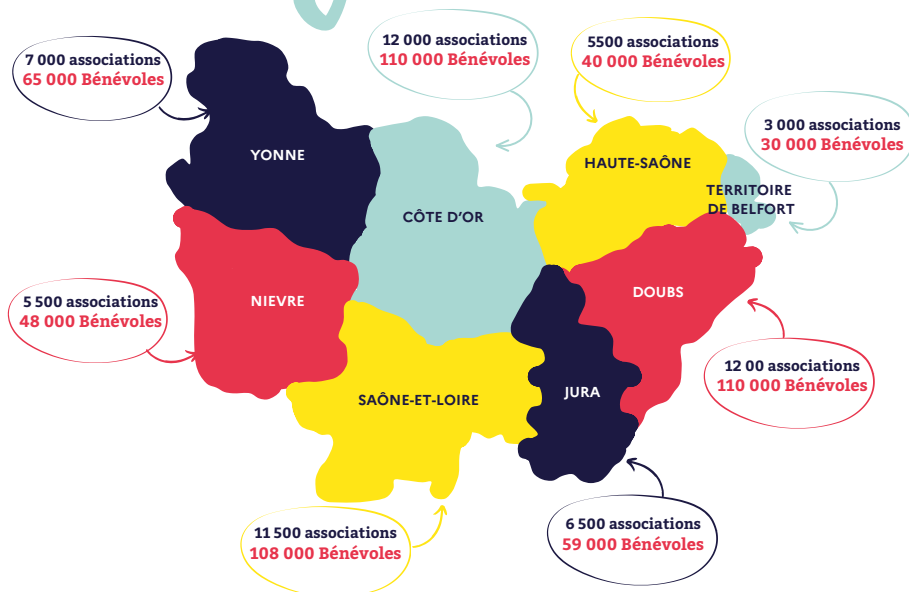 7 000 associations
65 000 Bénévoles
12 000 associations
110 000 Bénévoles
5500 associations
40 000 Bénévoles
3 000 associations
30 000 Bénévoles
YONNE
HAUTE-SAÔNE
TERRITOIRE
DE BELFORT
CÔTE D'OR
NIEVRE
DOUBS
5 500 associations
48 000 Bénévoles
12 00 associations
110 000 Bénévoles
SAÔNE-ET-LOIRE
JURA
11 500 associations
108 000 Bénévoles
6 500 associations
59 000 Bénévoles